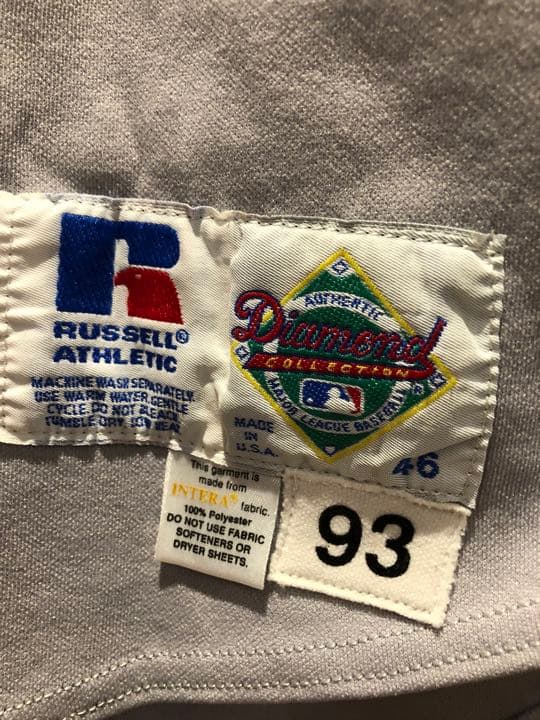 RUSSELL®
ATHLETIC
MACHINE WASH SEPARATELY
USE WARM WATER, GENTLE
CYCLE. DO NOT BLEACH
TUMBLE DRY, LOW HEAT
AUTHENTIC
Diamond
COLLECTION
MAJOR LEAGUE BASEBALL
MADE
IN
U.S.A.
46
This garment is
made from
INTERA® fabric.
100% Polyester
DO NOT USE FABRIC
SOFTENERS OR
DRYER SHEETS.
93